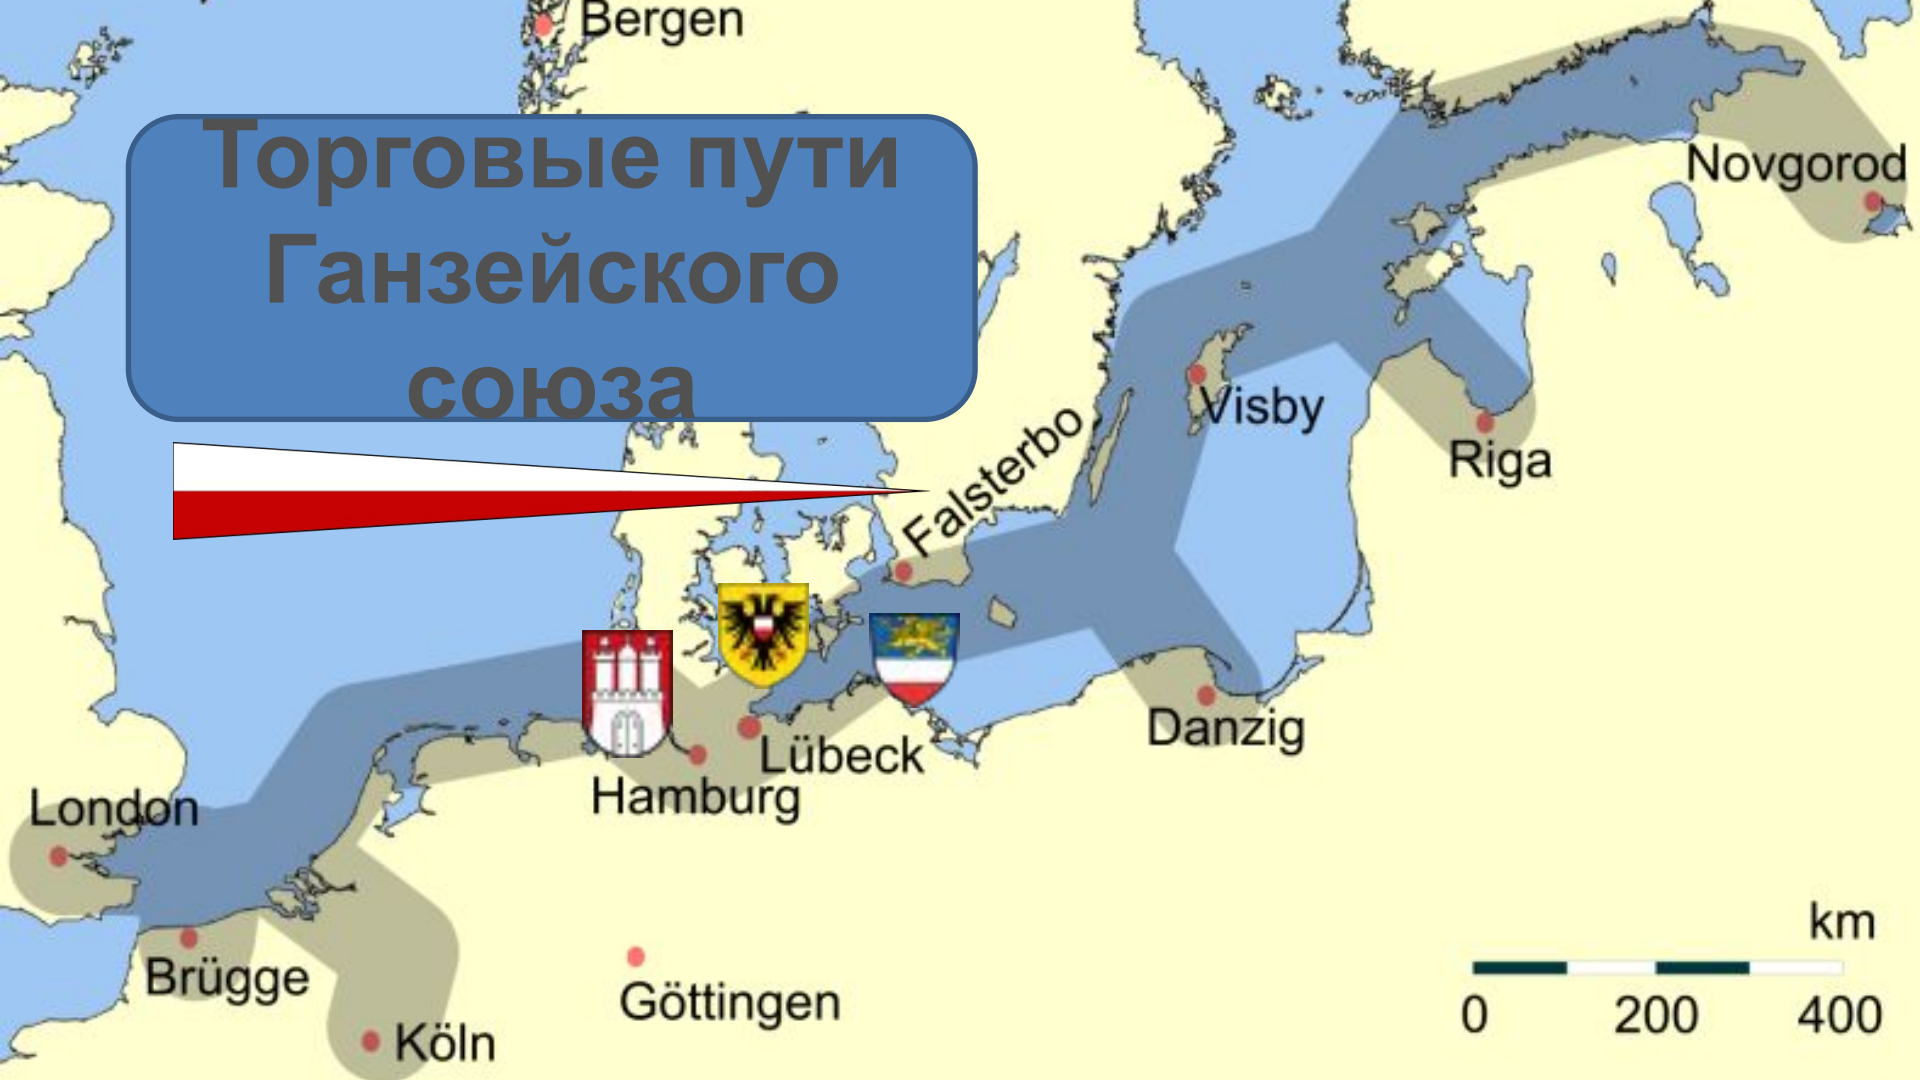 Bergen
Торговые пути
Ганзейского
союза
Novgorod
Visby
Riga
Falsterbo
Danzig
Lübeck
Hamburg
London
Brügge
Göttingen
Köln
km
0 200 400